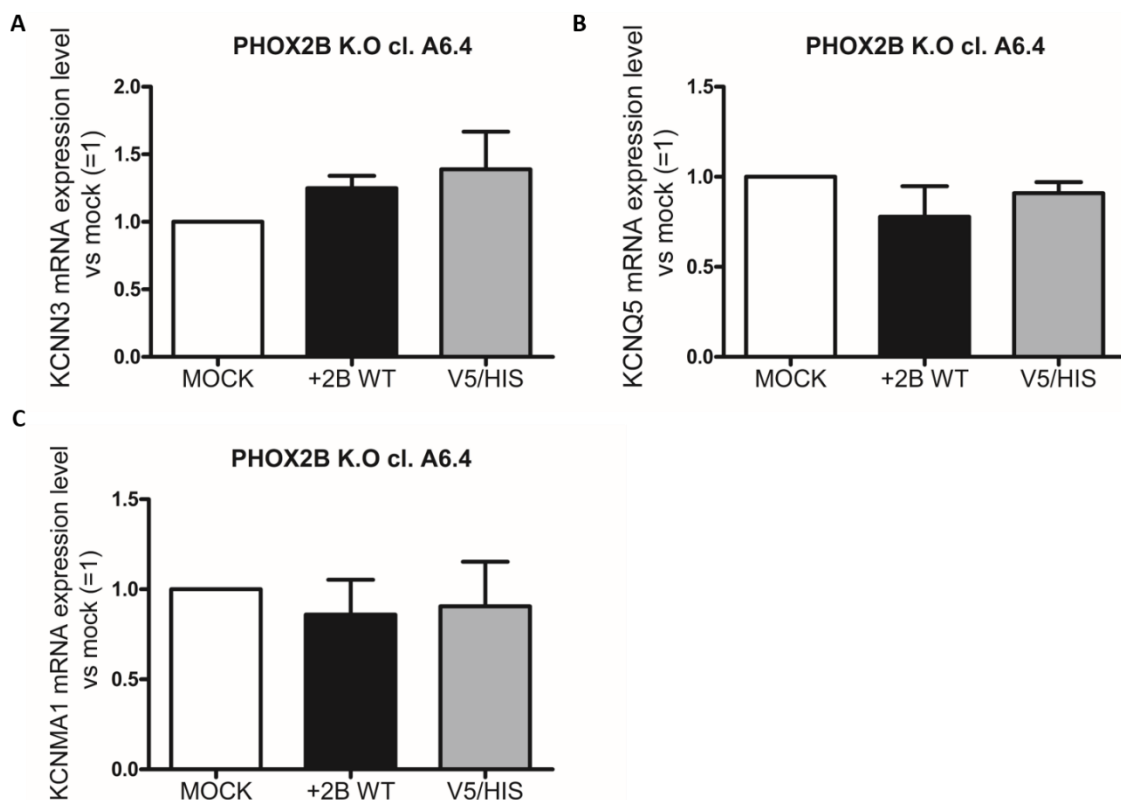 A
PHOX2B K.O cl. A6.4
KCNN3 mRNA expression level
vs mock (=1)
2.0
1.5
1.0
0.5
0.0
MOCK +2B WT V5/HIS
B
PHOX2B K.O cl. A6.4
KCNQ5 mRNA expression level
vs mock (=1)
1.5
1.0
0.5
0.0
MOCK +2B WT V5/HIS
C
PHOX2B K.O cl. A6.4
KCNMA1 mRNA expression level
vs mock (=1)
1.5
1.0
0.5
0.0
MOCK +2B WT V5/HIS